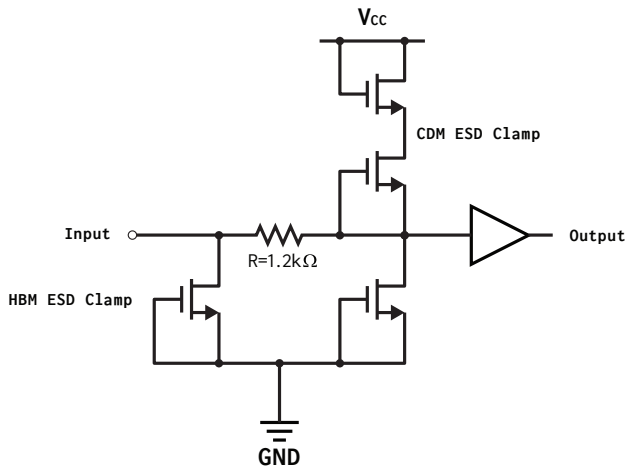 Vcc
CDM ESD Clamp
Input
R=1.2kΩ
Output
HBM ESD Clamp
GND